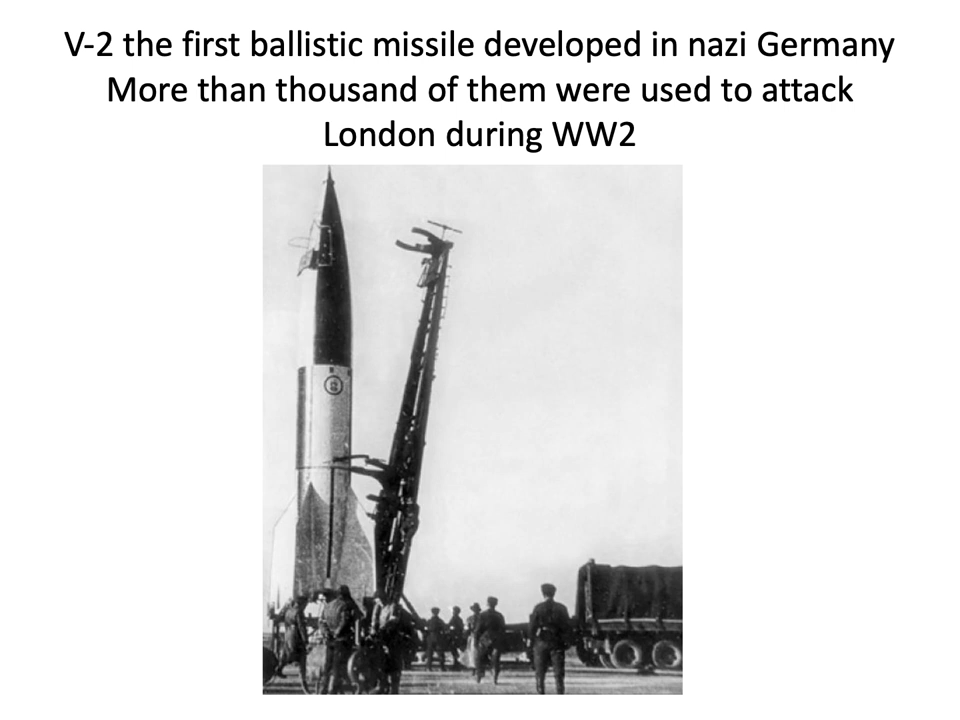 V-2 the first ballistic missile developed in nazi Germany
More than thousand of them were used to attack
London during WW2